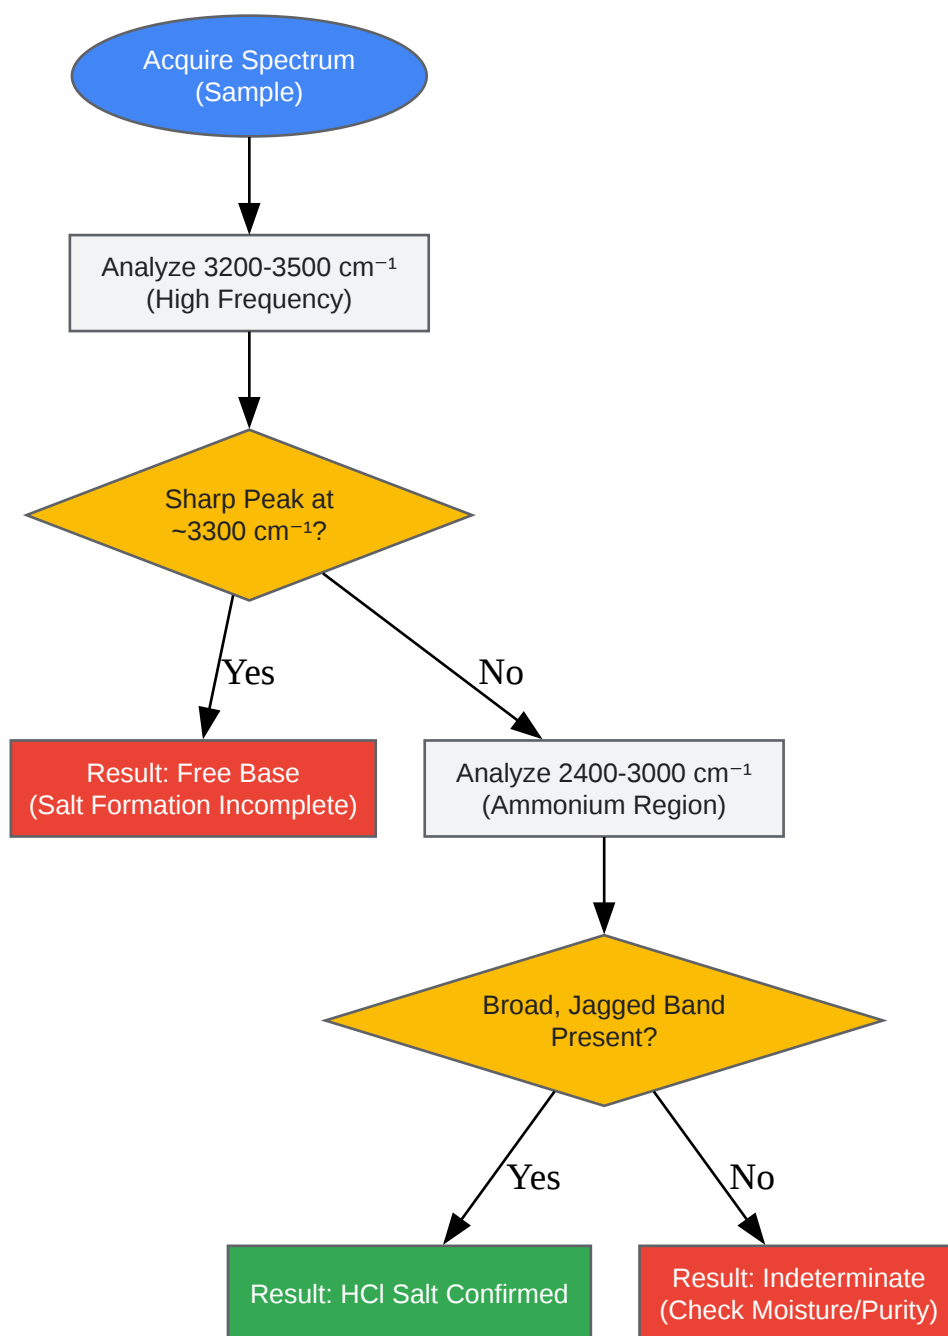 Acquire Spectrum
(Sample)
Analyze 3200-3500 cm⁻¹
(High Frequency)
Sharp Peak at
~3300 cm⁻¹?
Yes
No
Result: Free Base
(Salt Formation Incomplete)
Analyze 2400-3000 cm⁻¹
(Ammonium Region)
Broad, Jagged Band
Present?
Yes
No
Result: HCl Salt Confirmed
Result: Indeterminate
(Check Moisture/Purity)